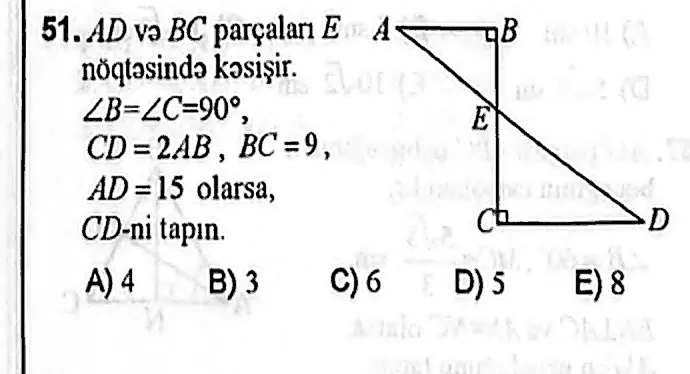 51. AD və BC parçaları E
nöqtəsində kəsişir.
∠B=∠C=90°,
CD = 2AB , BC = 9,
AD = 15 olarsa,
CD-ni tapın.
A B
E
C D
A) 4 B) 3 C) 6 D) 5 E) 8